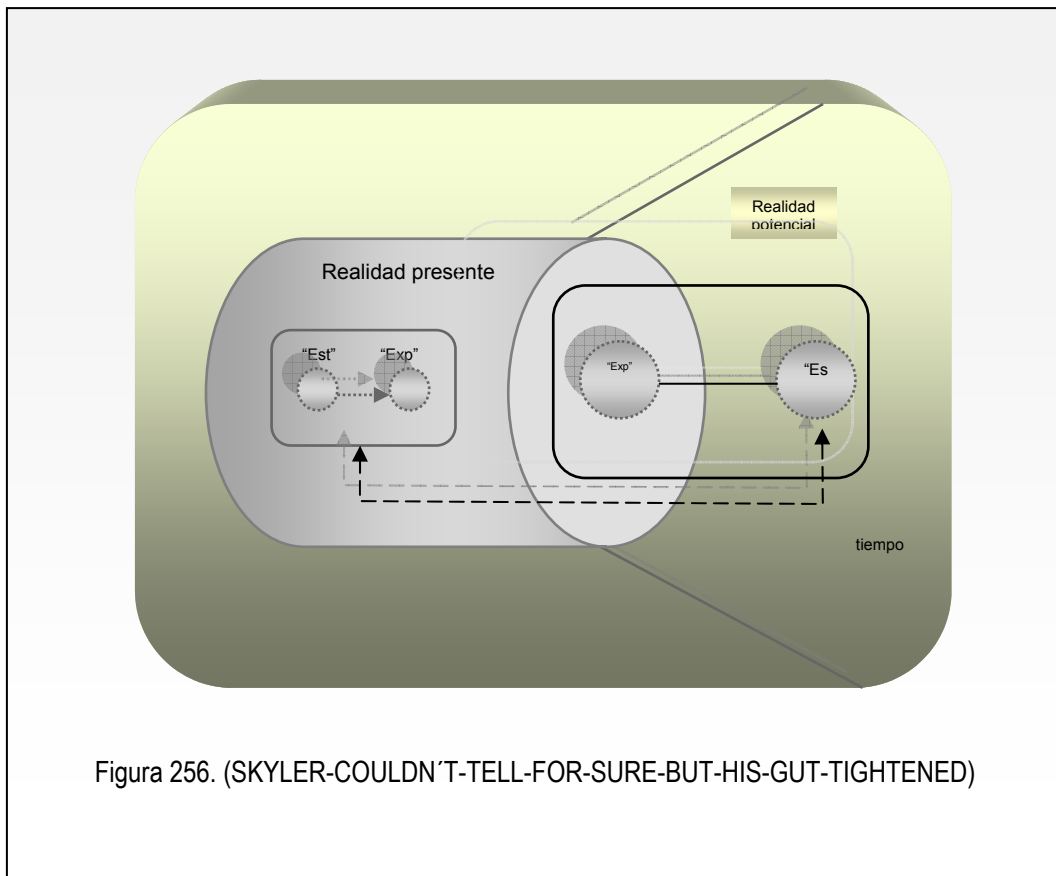 Realidad
potencial
Realidad presente
“Est” “Exp”
“Exp”
“Es
tiempo
Figura 256. (SKYLER-COULDN´T-TELL-FOR-SURE-BUT-HIS-GUT-TIGHTENED)